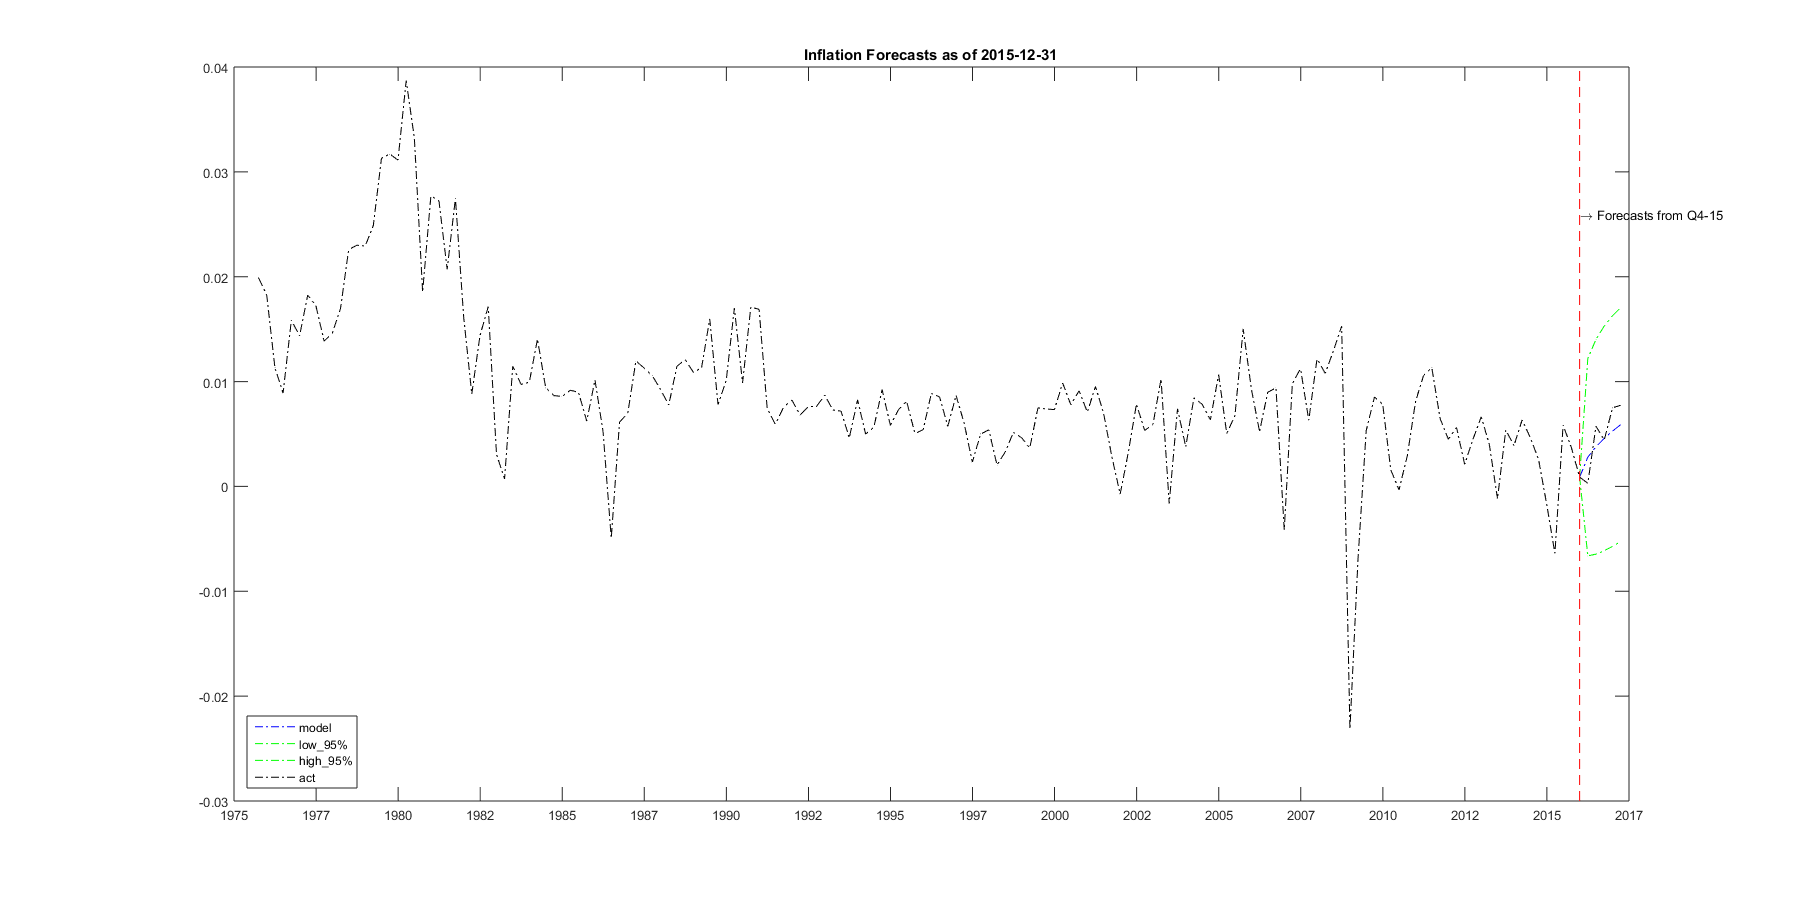 Inflation Forecasts as of 2015-12-31
0.04
0.03
→ Forecasts from Q4-15
0.02
0.01
0
-0.01
-0.02
model
low_95%
high_95%
act
-0.03
1975 1977 1980 1982 1985 1987 1990 1992 1995 1997 2000 2002 2005 2007 2010 2012 2015 2017